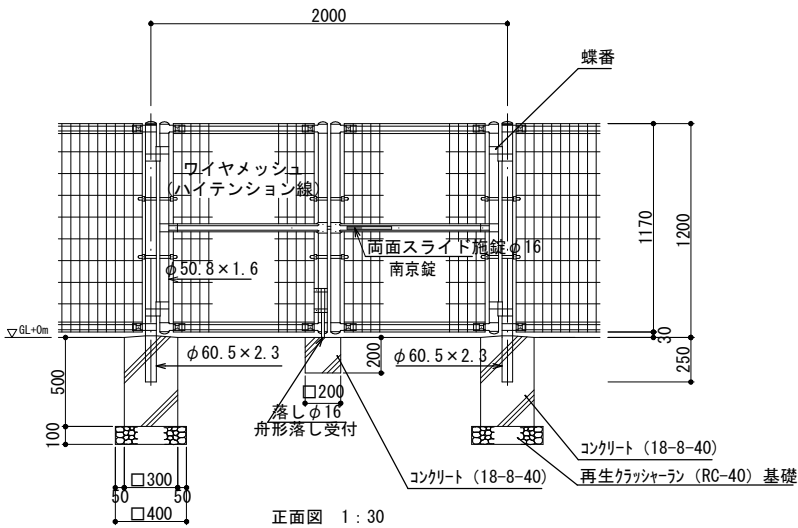 2000
蝶番
ワイヤメッシュ
(ハイテンション線)
両面スライド施錠φ16
南京錠
φ50.8×1.6
1170
1200
30
GL+0m
φ60.5×2.3
200
φ60.5×2.3
250
500
□200
落しφ16
舟形落し受付
100
コンクリート (18-8-40)
コンクリート (18-8-40)
再生クラッシャーラン (RC-40) 基礎
□300
50
50
□400
正面図 1:30